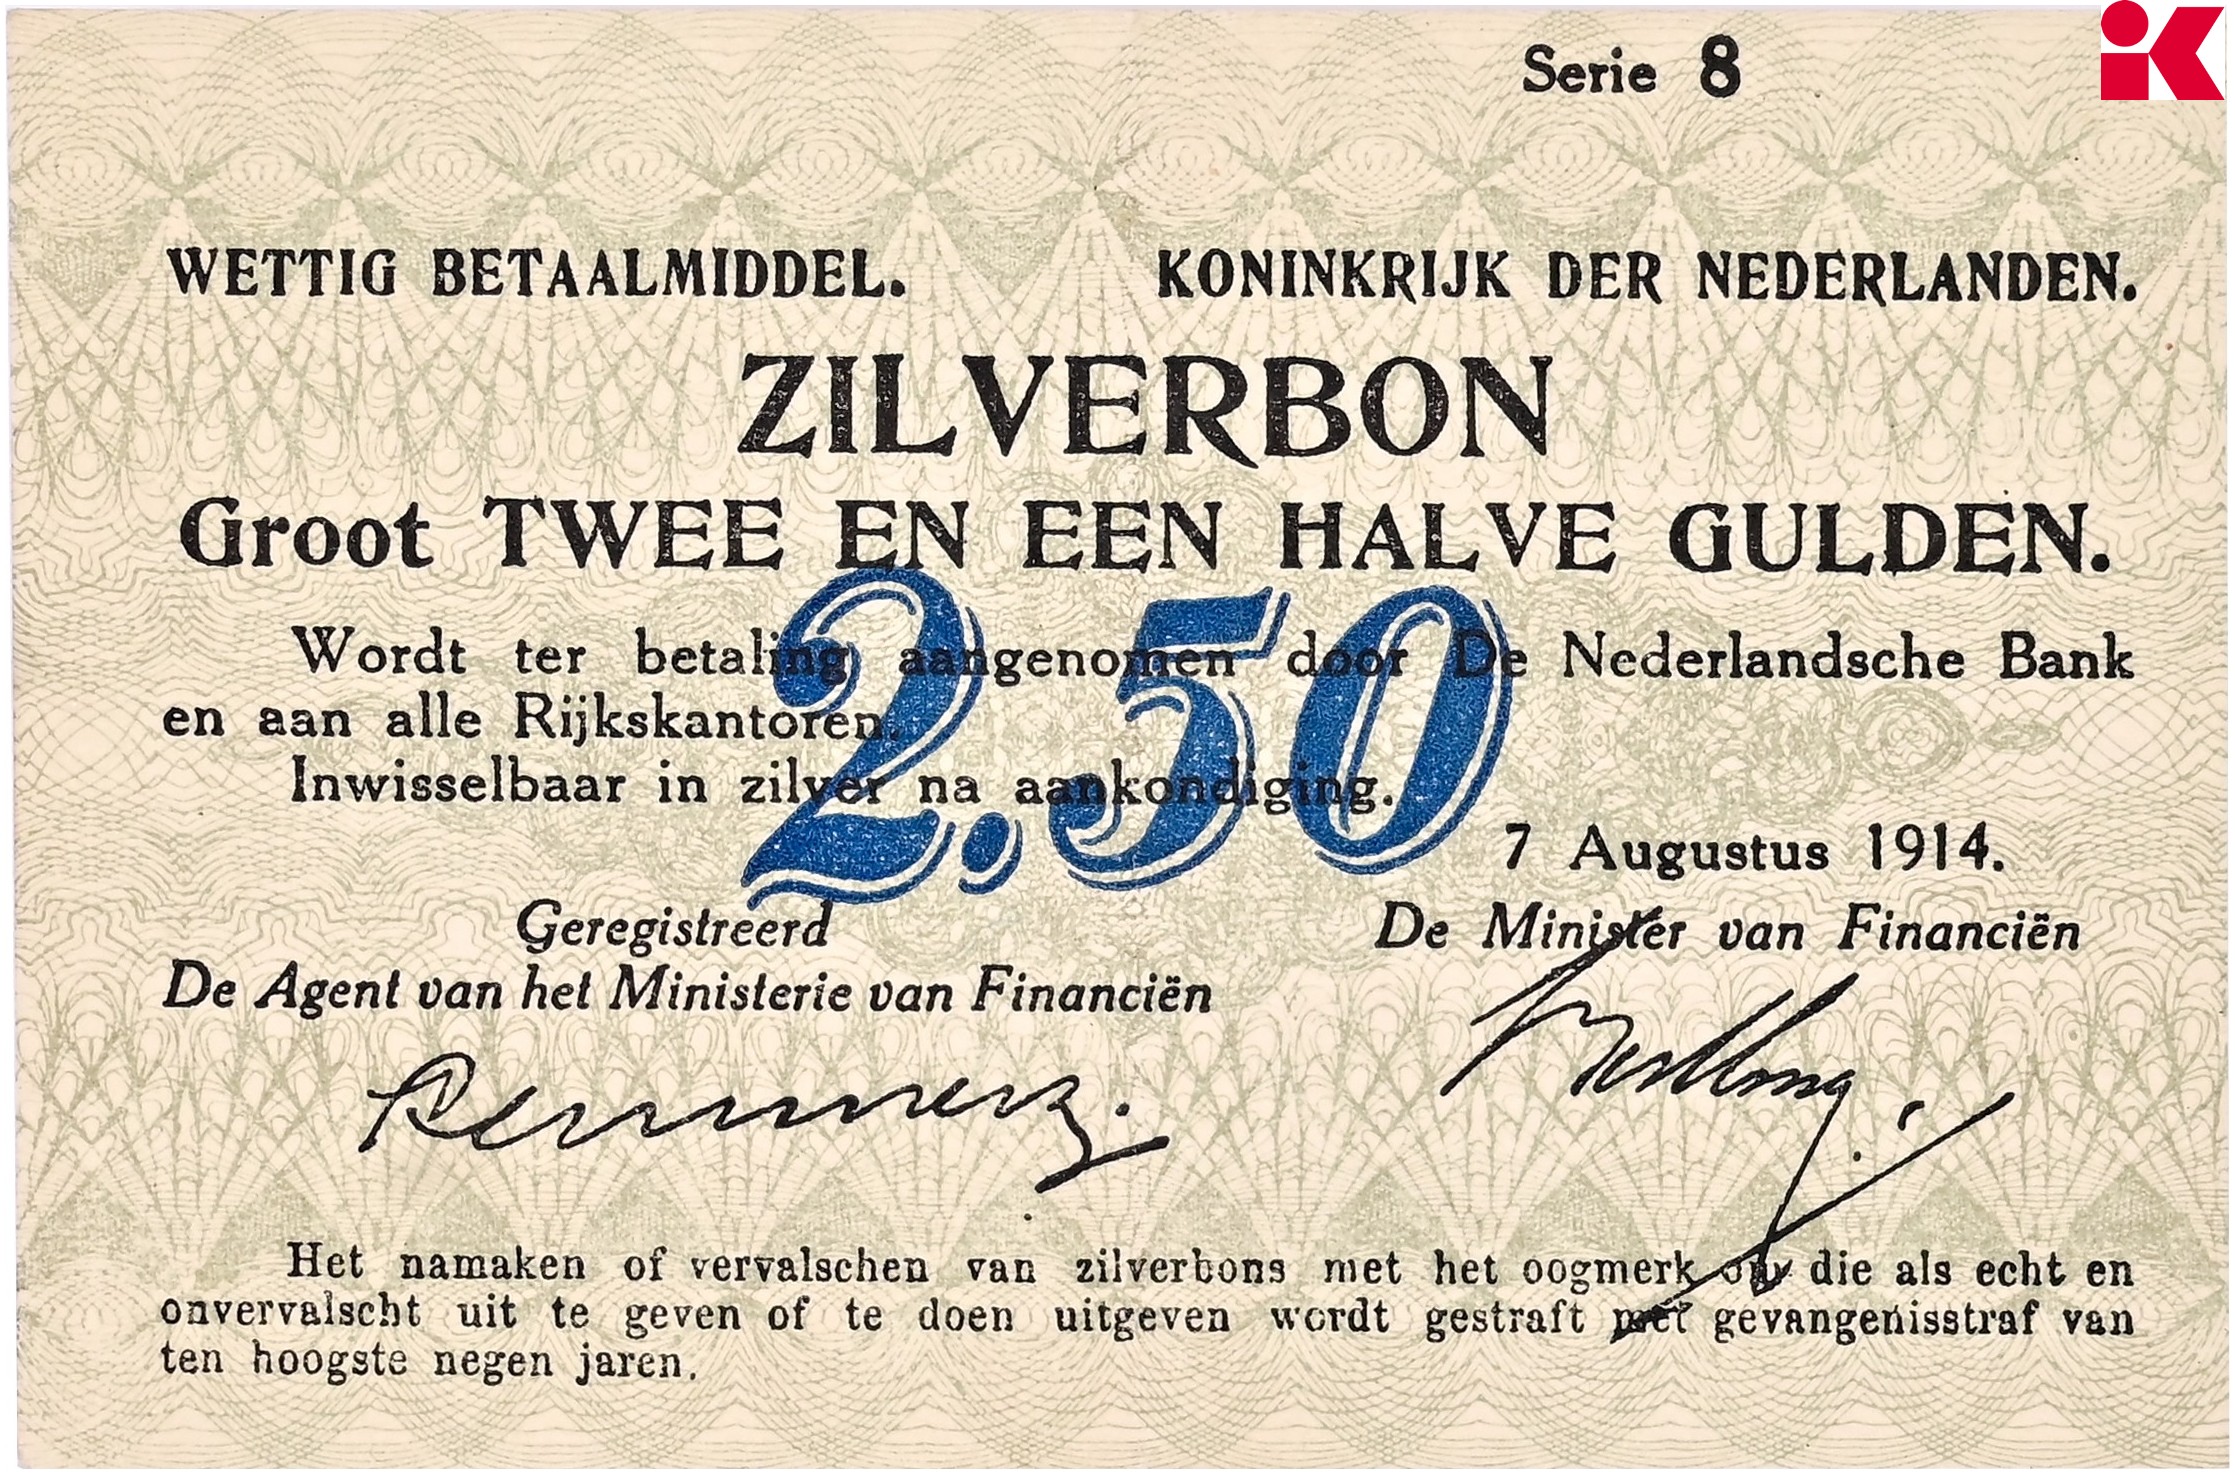 Serie 8
WETTIG BETAALMIDDEL. KONINKRIJK DER NEDERLANDEN.
ZILVERBON
Groot TWEE EN EEN HALVE GULDEN.
2.50
Wordt ter betaling aangenomen door De Nederlandsche Bank
en aan alle Rijkskantoren.
Inwisselbaar in zilver na aankondiging.
7 Augustus 1914.
Geregistreerd
De Agent van het Ministerie van Financiën
De Minister van Financiën
Het namaken of vervalschen van zilverbons met het oogmerk om die als echt en
onvervalscht uit te geven of te doen uitgeven wordt gestraft met gevangenisstraf van
ten hoogste negen jaren.